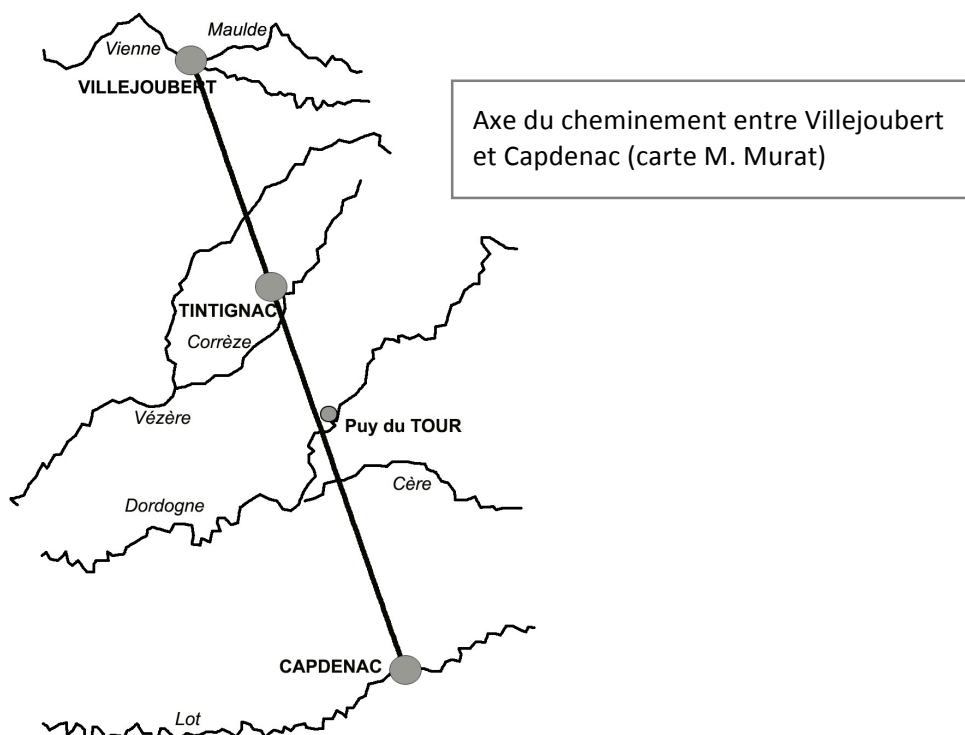 Maulde
Vienne
VILLEJOUBERT
Axe du cheminement entre Villejoubert
et Capdenac (carte M. Murat)
TINTIGNAC
Corrèze
Vézère
Puy du TOUR
Cère
Dordogne
CAPDENAC
Lot